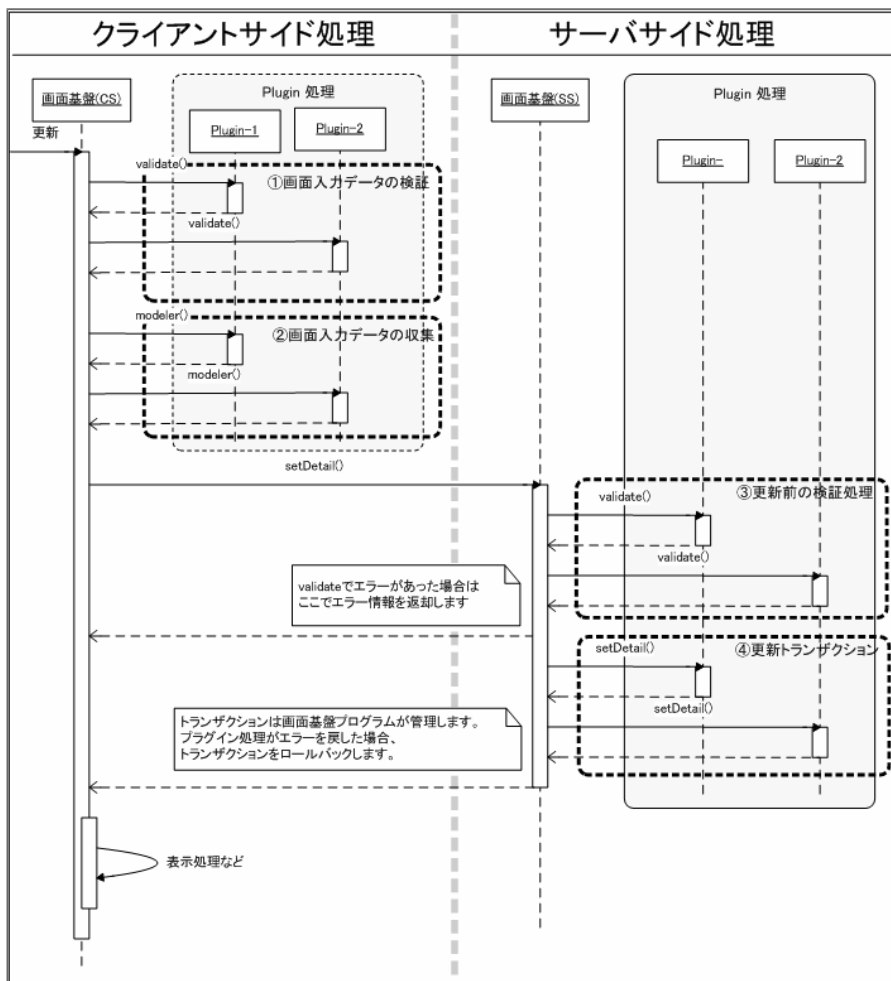 クライアントサイド処理
サーバサイド処理
画面基盤(CS)
Plugin 処理
Plugin-1
Plugin-2
画面基盤(SS)
Plugin 処理
Plugin-
Plugin-2
更新
validate()
①画面入力データの検証
validate()
modeler()
②画面入力データの収集
modeler()
setDetail()
validate()
③更新前の検証処理
validate()
validateでエラーがあった場合は
ここでエラー情報を返却します
setDetail()
④更新トランザクション
setDetail()
トランザクションは画面基盤プログラムが管理します。
プラグイン処理がエラーを戻した場合、
トランザクションをロールバックします。
表示処理など